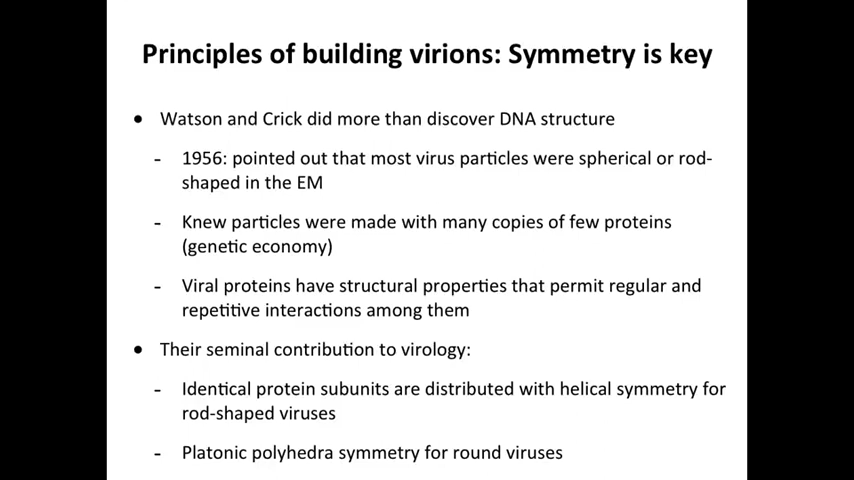 Principles of building virions: Symmetry is key
• Watson and Crick did more than discover DNA structure
- 1956: pointed out that most virus particles were spherical or rod-
shaped in the EM
- Knew particles were made with many copies of few proteins
(genetic economy)
- Viral proteins have structural properties that permit regular and
repetitive interactions among them
• Their seminal contribution to virology:
- Identical protein subunits are distributed with helical symmetry for
rod-shaped viruses
- Platonic polyhedra symmetry for round viruses